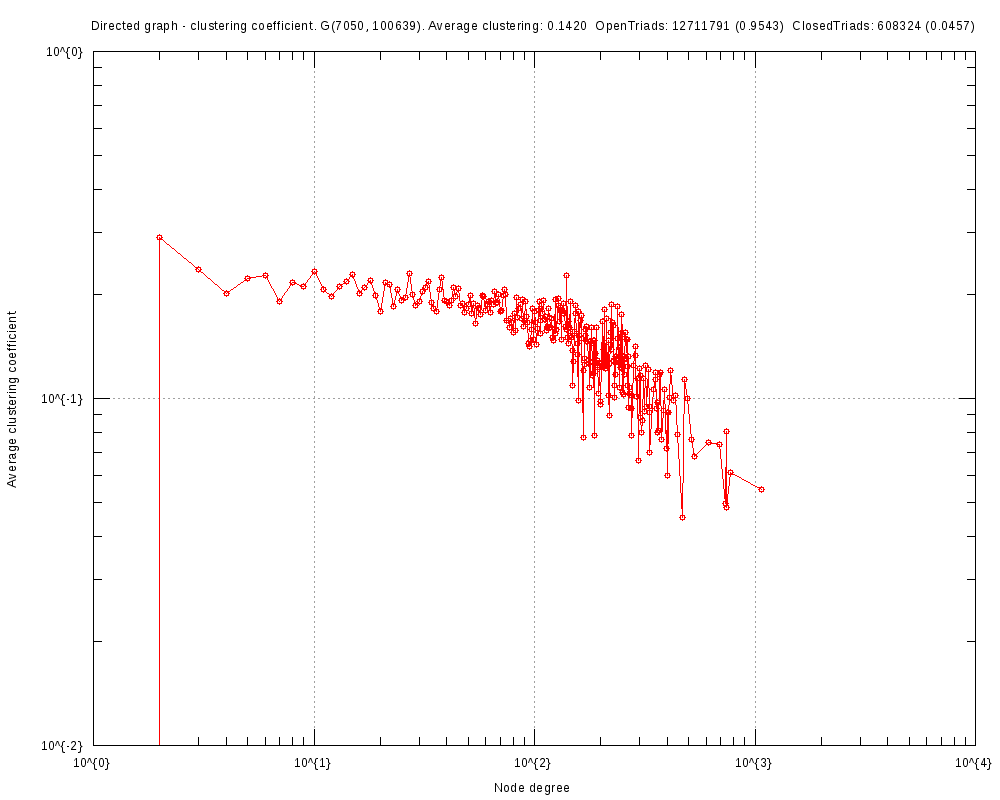 Directed graph - clustering coefficient. G(7050, 100639). Average clustering: 0.1420  OpenTriads: 12711791 (0.9543)  ClosedTriads: 608324 (0.0457)
10^{0}
10^{-1}
10^{-2}
Average clustering coefficient
10^{0} 10^{1} 10^{2} 10^{3} 10^{4}
Node degree